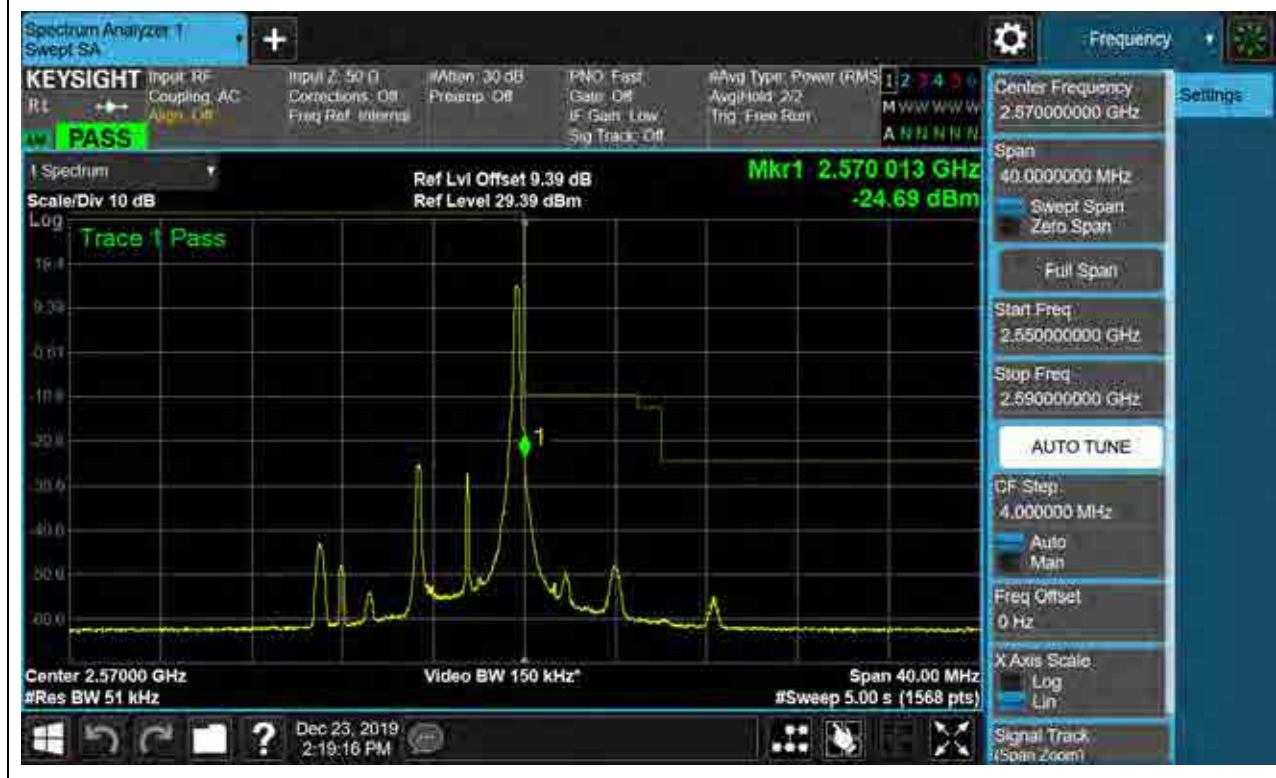 Spectrum Analyzer 1
Swept SA
+
Frequency
KEYSIGHT
Input: RF
Coupling: AC
Align: Off
Input Z: 50 Ω
Corrections: Off
Freq Ref: Internal
#Atten: 30 dB
Preamp: Off
PNO: Fast
Gate: Off
IF Gain: Low
Sig Track: Off
#Avg Type: Power (RMS
Avg|Hold: 2/2
Trig: Free Run
1 2 3 4 5 6
M W W W W W
A N N N N N
PASS
1 Spectrum
Scale/Div 10 dB
Ref Lvl Offset 9.39 dB
Ref Level 29.39 dBm
Mkr1 2.570 013 GHz
-24.69 dBm
Log
Trace 1 Pass
19.4
9.39
-0.61
-10.6
-20.6
-30.6
-40.6
-50.6
-60.6
1
Center 2.57000 GHz
#Res BW 51 kHz
Video BW 150 kHz*
Span 40.00 MHz
#Sweep 5.00 s (1568 pts)
Center Frequency
2.570000000 GHz
Settings
Span
40.0000000 MHz
Swept Span
Zero Span
Full Span
Start Freq
2.550000000 GHz
Stop Freq
2.590000000 GHz
AUTO TUNE
CF Step
4.000000 MHz
Auto
Man
Freq Offset
0 Hz
X Axis Scale
Log
Lin
Signal Track
(Span Zoom)
?
Dec 23, 2019
2:19:16 PM